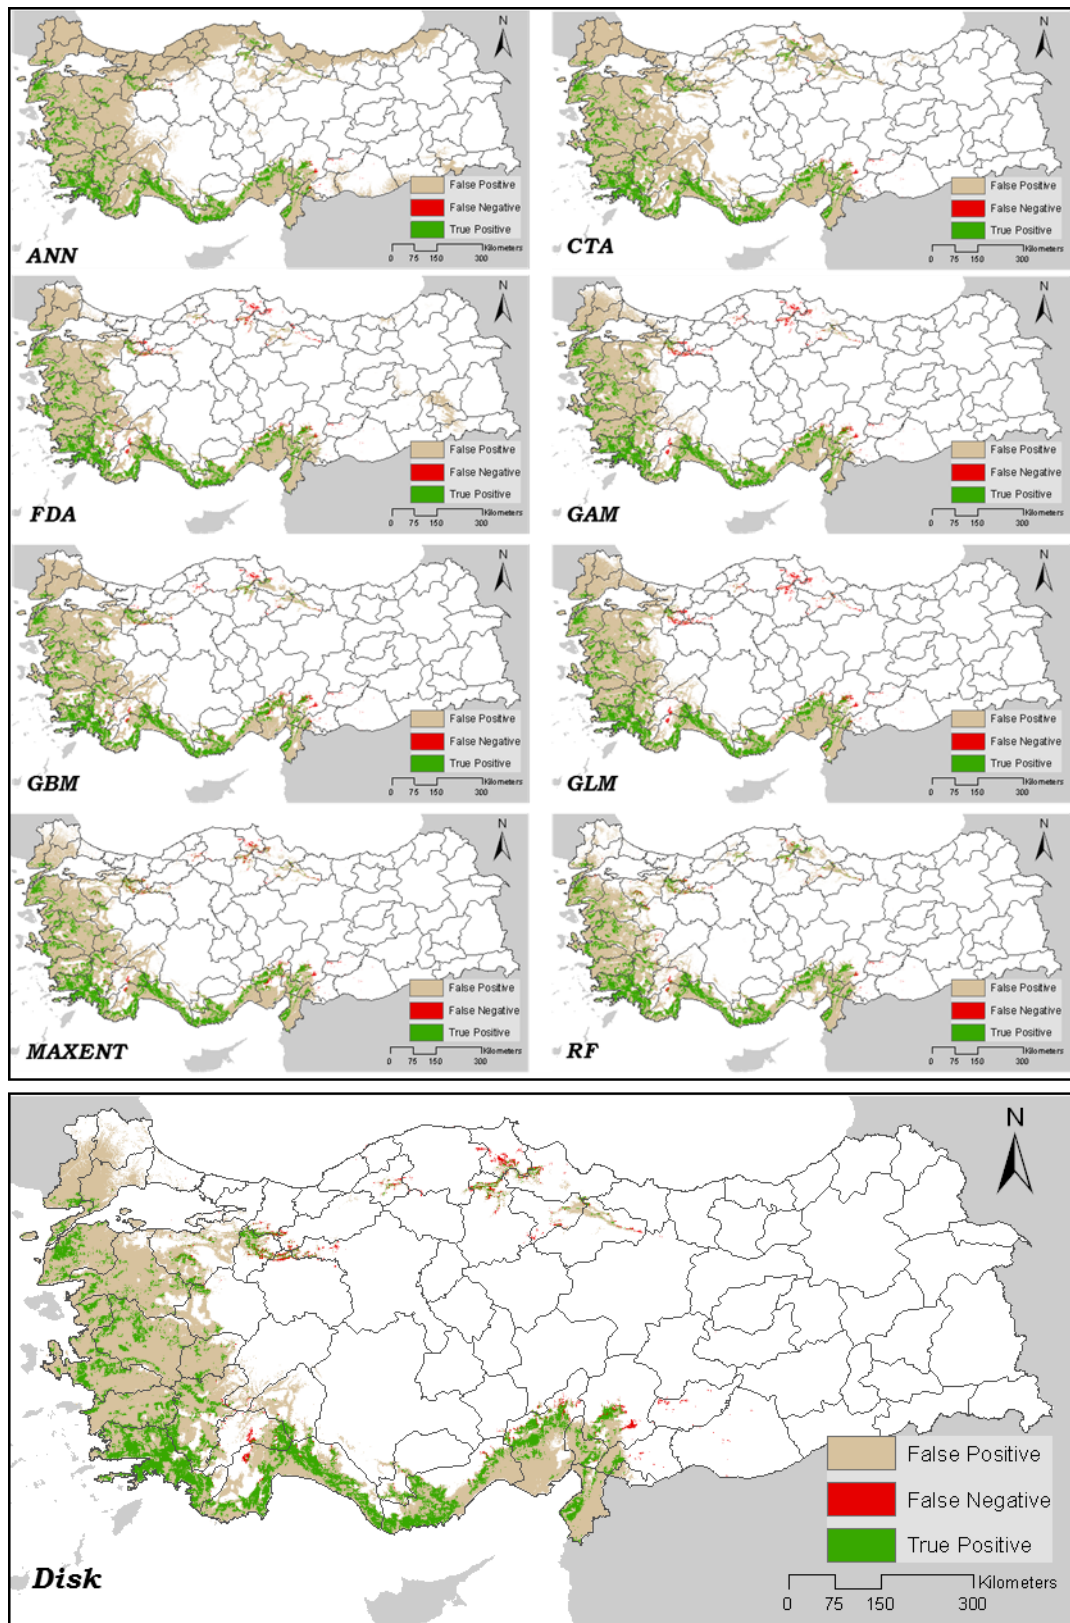 N
False Positive
False Negative
True Positive
Kilometers
0 75 150 300
ANN
N
False Positive
False Negative
True Positive
Kilometers
0 75 150 300
CTA
N
False Positive
False Negative
True Positive
Kilometers
0 75 150 300
FDA
N
False Positive
False Negative
True Positive
Kilometers
0 75 150 300
GAM
N
False Positive
False Negative
True Positive
Kilometers
0 75 150 300
GBM
N
False Positive
False Negative
True Positive
Kilometers
0 75 150 300
GLM
N
False Positive
False Negative
True Positive
Kilometers
0 75 150 300
MAXENT
N
False Positive
False Negative
True Positive
Kilometers
0 75 150 300
RF
N
False Positive
False Negative
True Positive
Kilometers
0 75 150 300
Disk